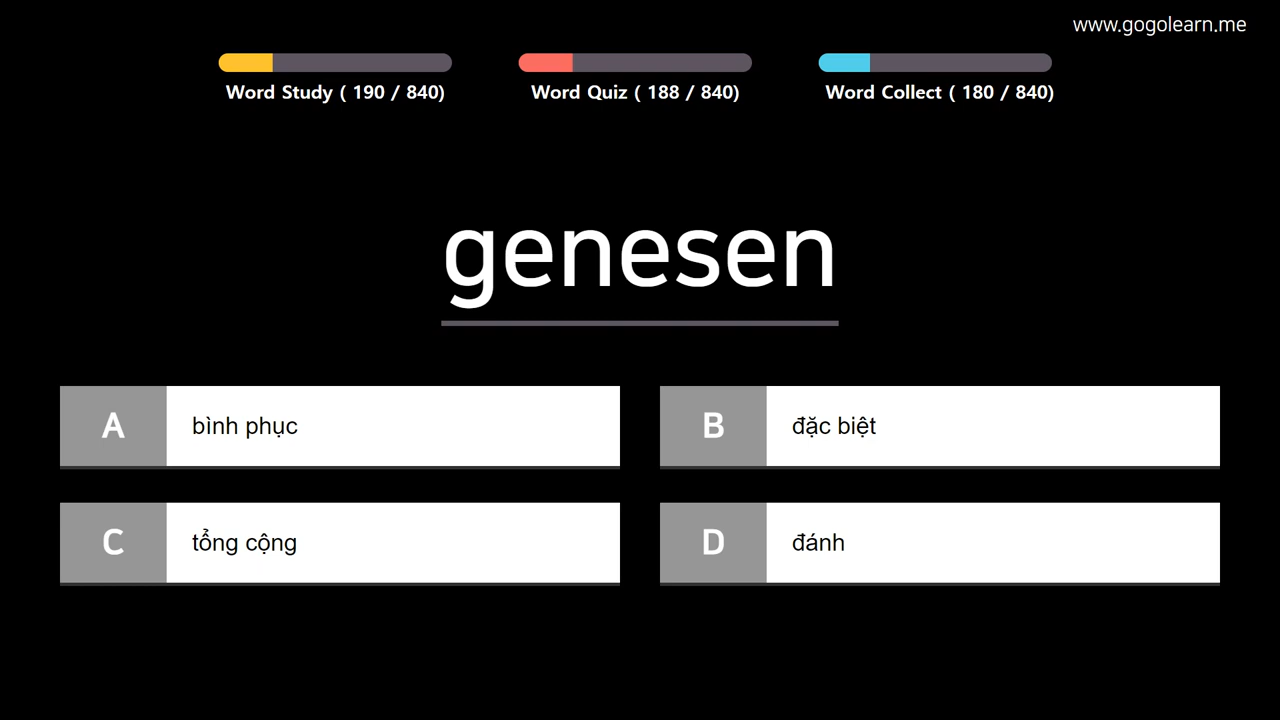 www.gogolearn.me
Word Study ( 190 / 840)
Word Quiz ( 188 / 840)
Word Collect ( 180 / 840)
genesen
A
bình phục
B
đặc biệt
C
tổng cộng
D
đánh